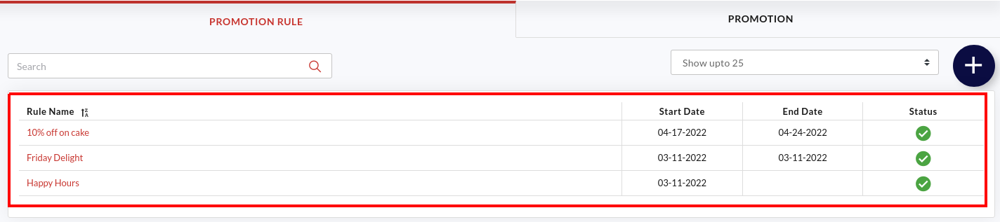 PROMOTION RULE
PROMOTION
Search
Show upto 25
Rule Name Start Date End Date Status
10% off on cake 04-17-2022 04-24-2022
Friday Delight 03-11-2022 03-11-2022
Happy Hours 03-11-2022